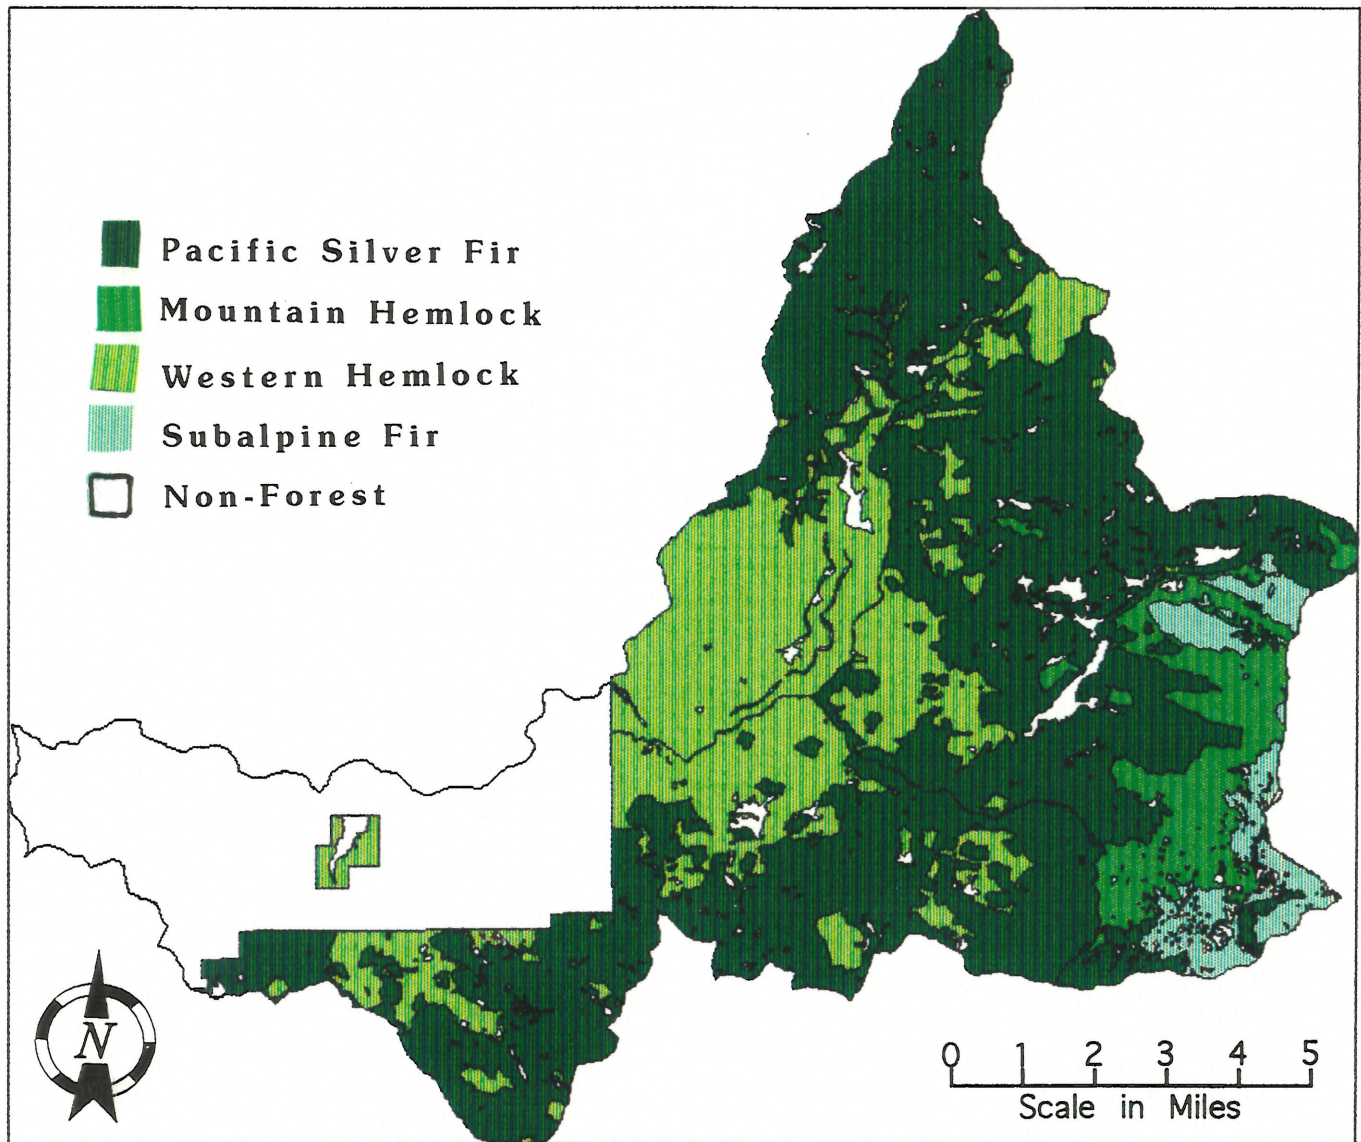 Pacific Silver Fir
Mountain Hemlock
Western Hemlock
Subalpine Fir
Non-Forest
N
0 1 2 3 4 5
Scale in Miles